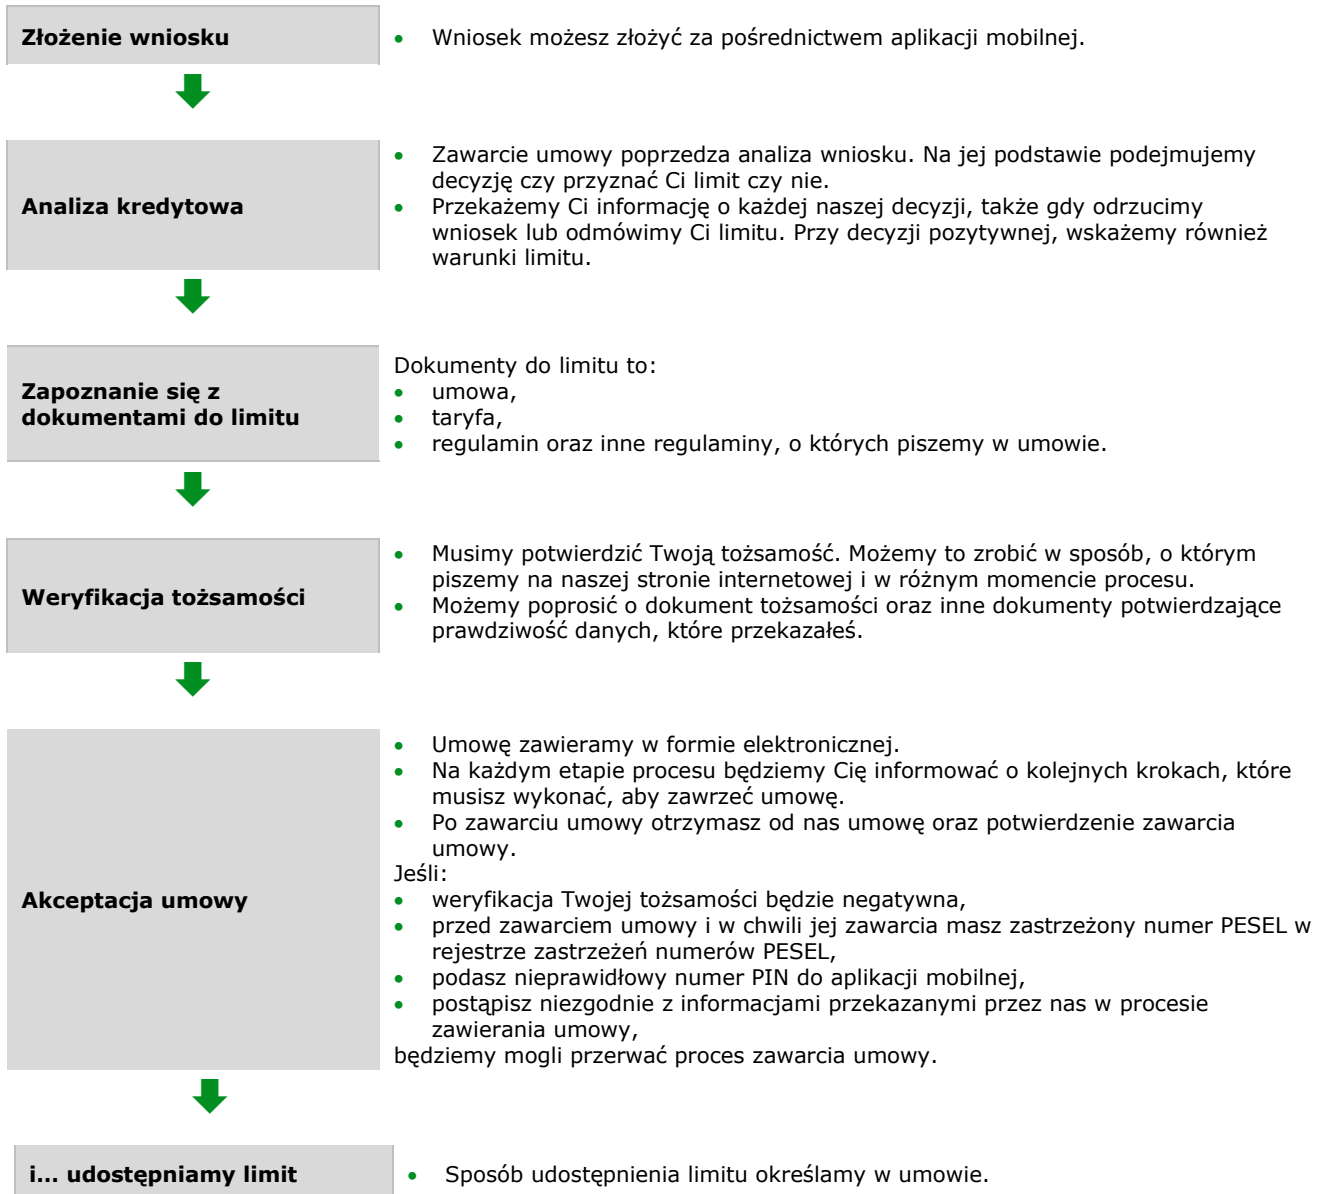 Złożenie wniosku
• Wniosek możesz złożyć za pośrednictwem aplikacji mobilnej.
Analiza kredytowa
• Zawarcie umowy poprzedza analiza wniosku. Na jej podstawie podejmujemy
decyzję czy przyznać Ci limit czy nie.
• Przekażemy Ci informację o każdej naszej decyzji, także gdy odrzucimy
wniosek lub odmówimy Ci limitu. Przy decyzji pozytywnej, wskażemy również
warunki limitu.
Zapoznanie się z
dokumentami do limitu
Dokumenty do limitu to:
• umowa,
• taryfa,
• regulamin oraz inne regulaminy, o których piszemy w umowie.
Weryfikacja tożsamości
• Musimy potwierdzić Twoją tożsamość. Możemy to zrobić w sposób, o którym
piszemy na naszej stronie internetowej i w różnym momencie procesu.
• Możemy poprosić o dokument tożsamości oraz inne dokumenty potwierdzające
prawdziwość danych, które przekazałeś.
Akceptacja umowy
• Umowę zawieramy w formie elektronicznej.
• Na każdym etapie procesu będziemy Cię informować o kolejnych krokach, które
musisz wykonać, aby zawrzeć umowę.
• Po zawarciu umowy otrzymasz od nas umowę oraz potwierdzenie zawarcia
umowy.
Jeśli:
• weryfikacja Twojej tożsamości będzie negatywna,
• przed zawarciem umowy i w chwili jej zawarcia masz zastrzeżony numer PESEL w
rejestrze zastrzeżeń numerów PESEL,
• podasz nieprawidłowy numer PIN do aplikacji mobilnej,
• postąpisz niezgodnie z informacjami przekazanymi przez nas w procesie
zawierania umowy,
będziemy mogli przerwać proces zawarcia umowy.
i... udostępniamy limit
• Sposób udostępnienia limitu określamy w umowie.